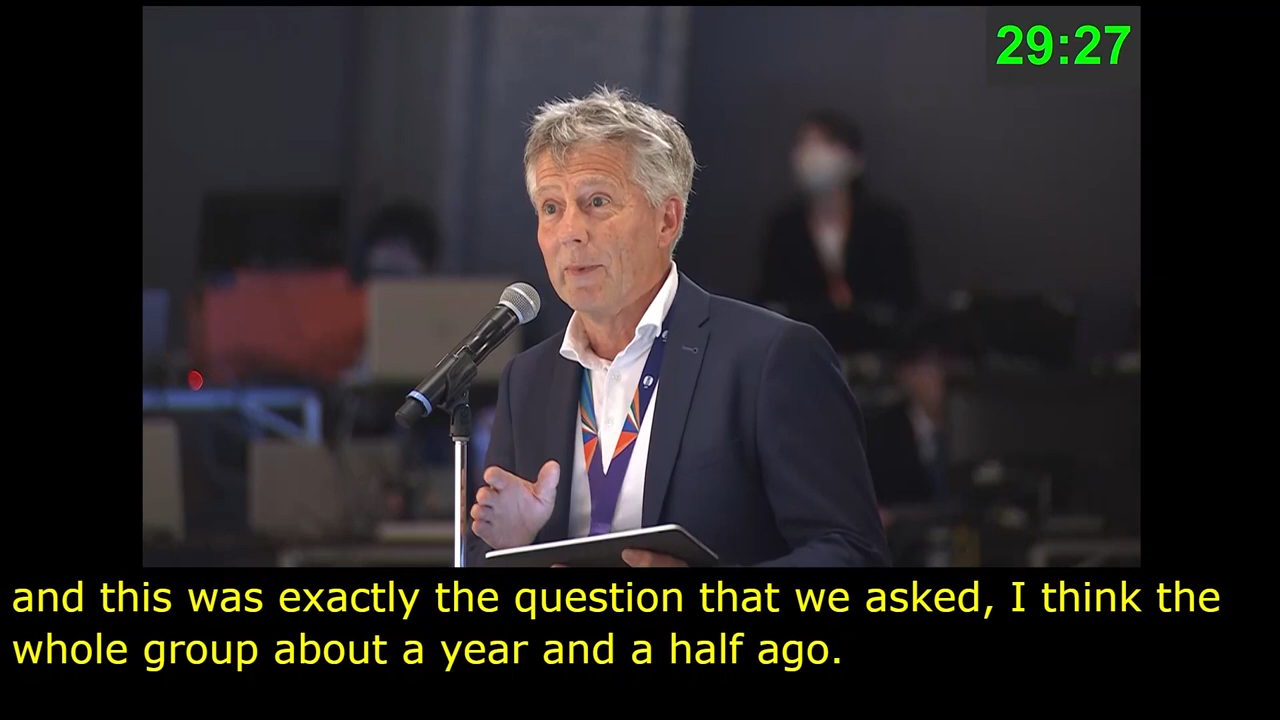 29:27
and this was exactly the question that we asked, I think the
whole group about a year and a half ago.